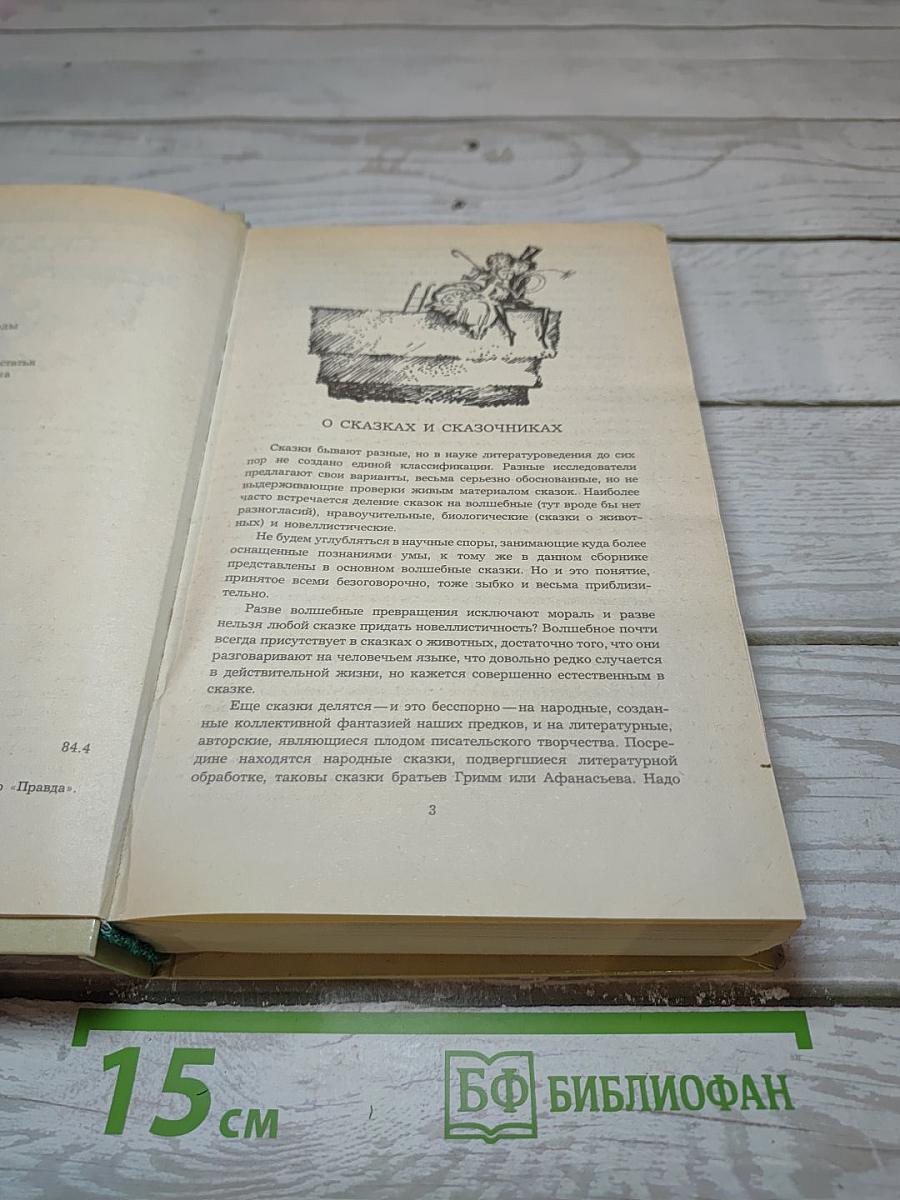 статья
84.4
«Правда».
О СКАЗКАХ И СКАЗОЧНИКАХ
Сказки бывают разные, но в науке литературоведения до сих
пор не создано единой классификации. Разные исследователи
предлагают свои варианты, весьма серьезно обоснованные, но не
выдерживающие проверки живым материалом сказок. Наиболее
часто встречается деление сказок на волшебные (тут вроде бы нет
разногласий), нравоучительные, биологические (сказки о живот-
ных) и новеллистические.
Не будем углубляться в научные споры, занимающие куда более
оснащенные познаниями умы, к тому же в данном сборнике
представлены в основном волшебные сказки. Но и это понятие,
принятое всеми безоговорочно, тоже зыбко и весьма приблизи-
тельно.
Разве волшебные превращения исключают мораль и разве
нельзя любой сказке придать новеллистичность? Волшебное почти
всегда присутствует в сказках о животных, достаточно того, что они
разговаривают на человечьем языке, что довольно редко случается
в действительной жизни, но кажется совершенно естественным в
сказке.
Еще сказки делятся — и это бесспорно — на народные, создан-
ные коллективной фантазией наших предков, и на литературные,
авторские, являющиеся плодом писательского творчества. Посре-
дине находятся народные сказки, подвергшиеся литературной
обработке, таковы сказки братьев Гримм или Афанасьева. Надо
3
15 см
БФ БИБЛИОФАН